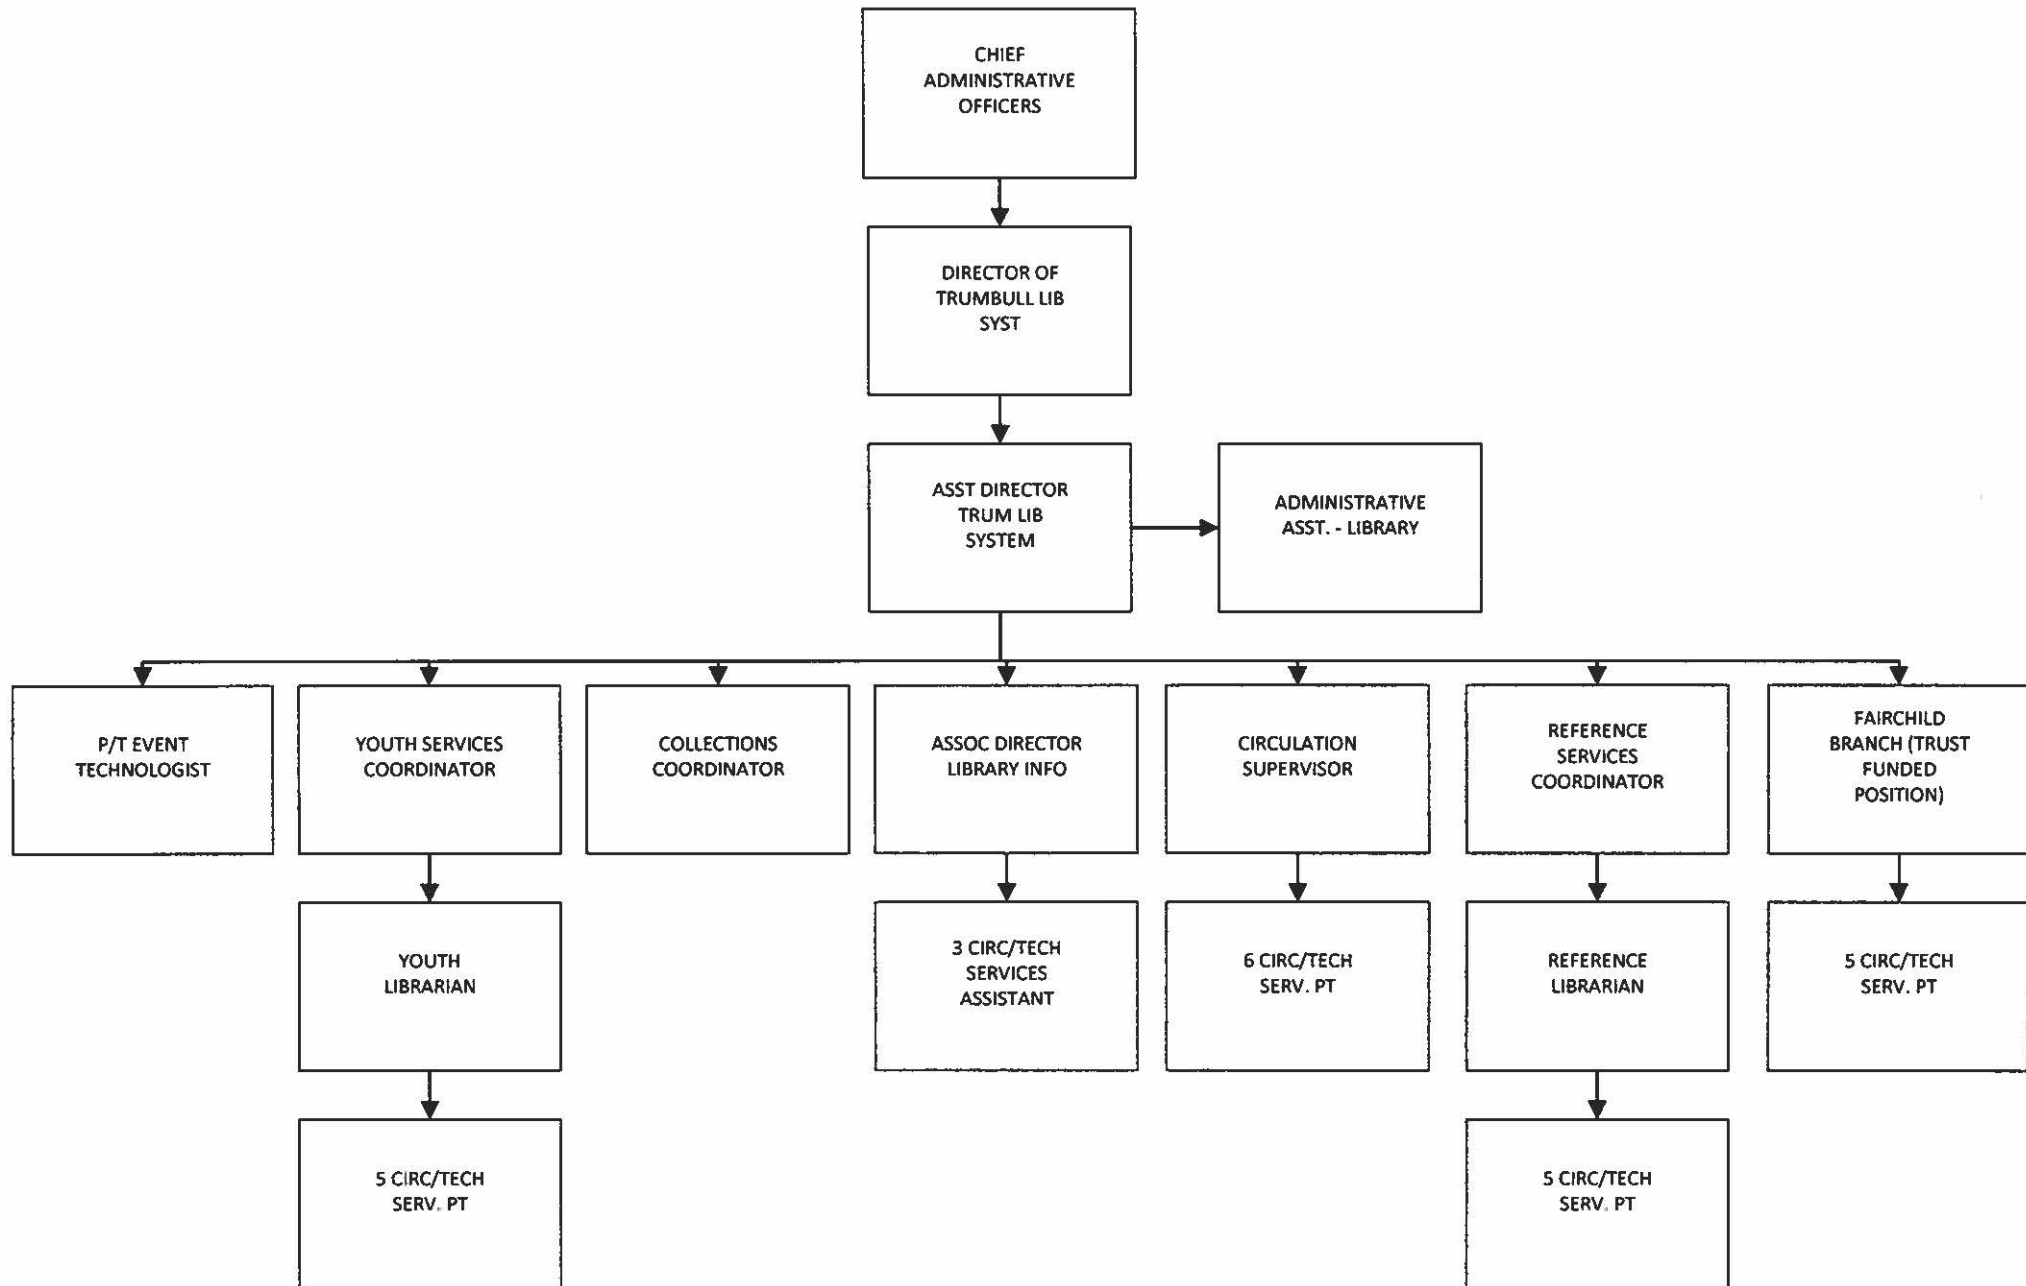 CHIEF
ADMINISTRATIVE
OFFICERS
DIRECTOR OF
TRUMBULL LIB
SYST
ASST DIRECTOR
TRUM LIB
SYSTEM
ADMINISTRATIVE
ASST. - LIBRARY
P/T EVENT
TECHNOLOGIST
YOUTH SERVICES
COORDINATOR
COLLECTIONS
COORDINATOR
ASSOC DIRECTOR
LIBRARY INFO
CIRCULATION
SUPERVISOR
REFERENCE
SERVICES
COORDINATOR
FAIRCHILD
BRANCH (TRUST
FUNDED
POSITION)
YOUTH
LIBRARIAN
3 CIRC/TECH
SERVICES
ASSISTANT
6 CIRC/TECH
SERV. PT
REFERENCE
LIBRARIAN
5 CIRC/TECH
SERV. PT
5 CIRC/TECH
SERV. PT
5 CIRC/TECH
SERV. PT